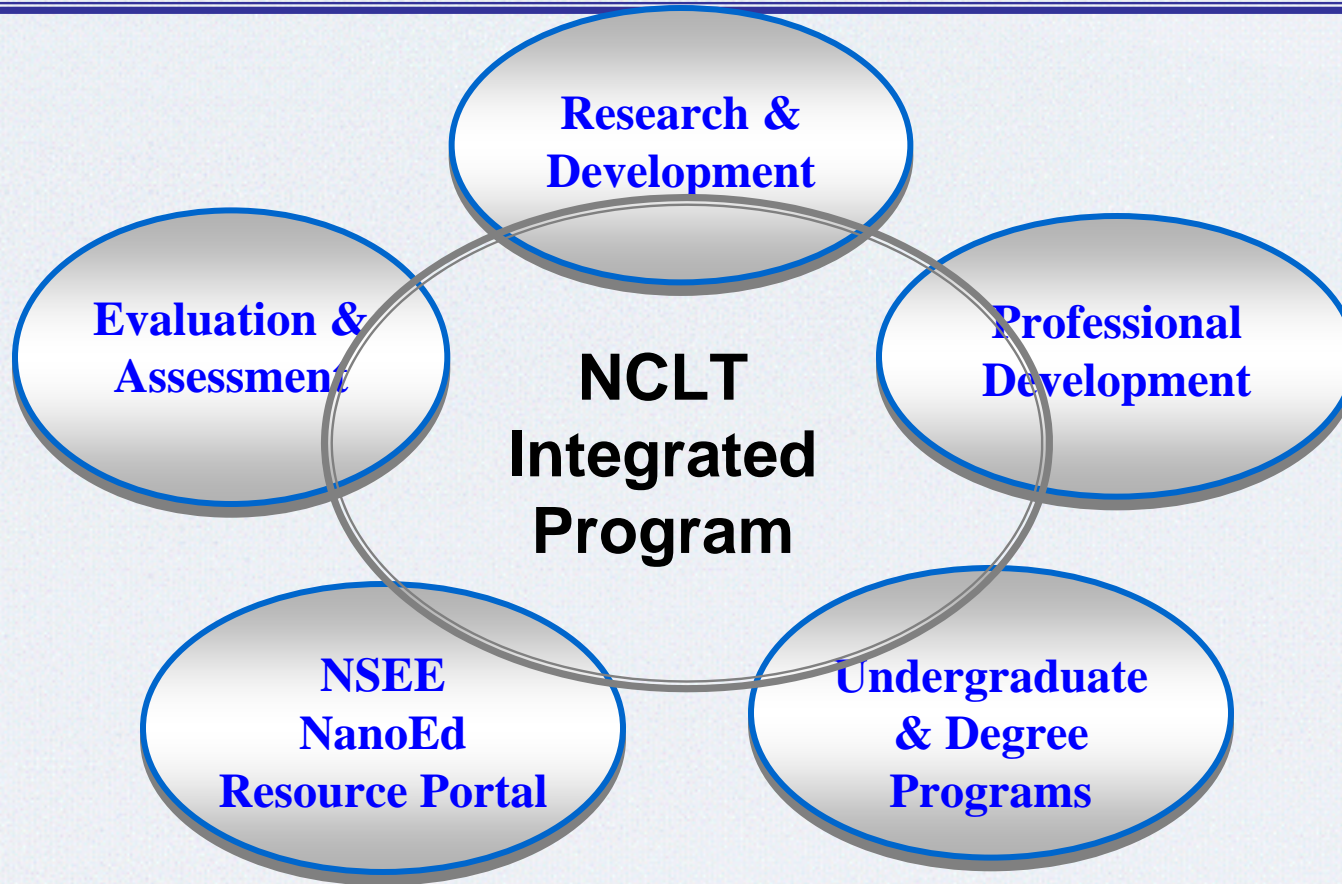 Research &
Development
Evaluation &
Assessment
Professional
Development
NCLT
Integrated
Program
NSEE
NanoEd
Resource Portal
Undergraduate
& Degree
Programs